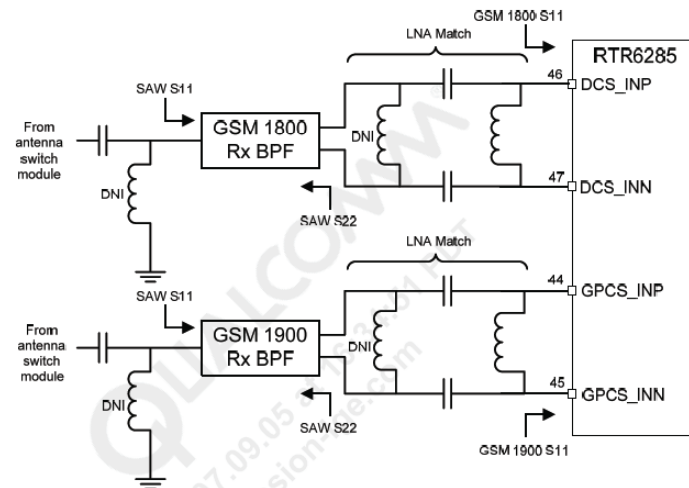 GSM 1800 S11
LNA Match
RTR6285
SAW S11
46
DCS_INP
From
antenna
switch
module
GSM 1800
Rx BPF
DNI
DNI
47
DCS_INN
SAW S22
LNA Match
44
GPCS_INP
SAW S11
From
antenna
switch
module
GSM 1900
Rx BPF
DNI
DNI
45
GPCS_INN
SAW S22
GSM 1900 S11
QUALCOMM